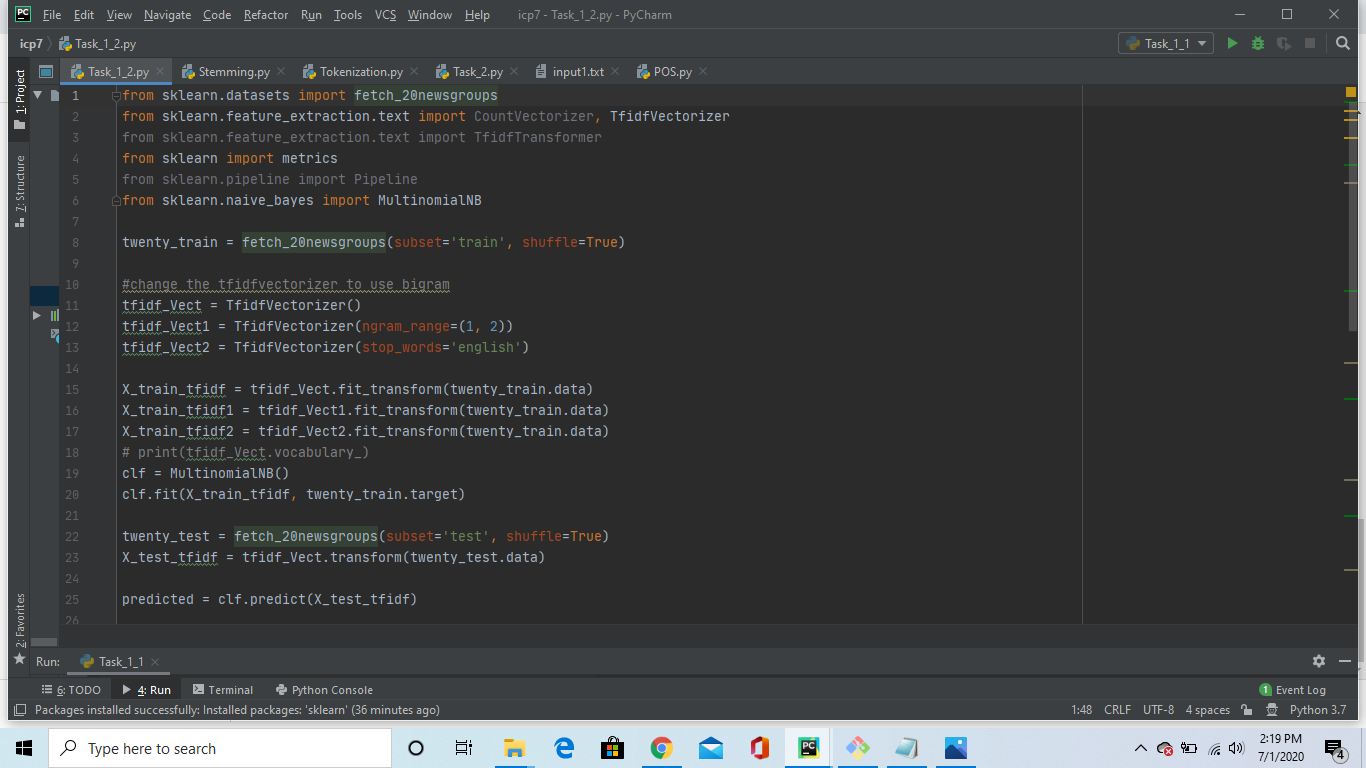 File Edit View Navigate Code Refactor Run Tools VCS Window Help icp7 - Task_1_2.py - PyCharm
icp7 Task_1_2.py Task_1_1
Task_1_2.py Stemming.py Tokenization.py Task_2.py input1.txt POS.py
1: Project
7: Structure
2: Favorites
1 from sklearn.datasets import fetch_20newsgroups
2 from sklearn.feature_extraction.text import CountVectorizer, TfidfVectorizer
3 from sklearn.feature_extraction.text import TfidfTransformer
4 from sklearn import metrics
5 from sklearn.pipeline import Pipeline
6 from sklearn.naive_bayes import MultinomialNB
7
8 twenty_train = fetch_20newsgroups(subset='train', shuffle=True)
9
10 #change the tfidfvectorizer to use bigram
11 tfidf_Vect = TfidfVectorizer()
12 tfidf_Vect1 = TfidfVectorizer(ngram_range=(1, 2))
13 tfidf_Vect2 = TfidfVectorizer(stop_words='english')
14
15 X_train_tfidf = tfidf_Vect.fit_transform(twenty_train.data)
16 X_train_tfidf1 = tfidf_Vect1.fit_transform(twenty_train.data)
17 X_train_tfidf2 = tfidf_Vect2.fit_transform(twenty_train.data)
18 # print(tfidf_Vect.vocabulary_)
19 clf = MultinomialNB()
20 clf.fit(X_train_tfidf, twenty_train.target)
21
22 twenty_test = fetch_20newsgroups(subset='test', shuffle=True)
23 X_test_tfidf = tfidf_Vect.transform(twenty_test.data)
24
25 predicted = clf.predict(X_test_tfidf)
26
Run: Task_1_1
6: TODO 4: Run Terminal Python Console 1 Event Log
Packages installed successfully: Installed packages: 'sklearn' (36 minutes ago) 1:48 CRLF UTF-8 4 spaces Python 3.7
Type here to search 2:19 PM
7/1/2020 4